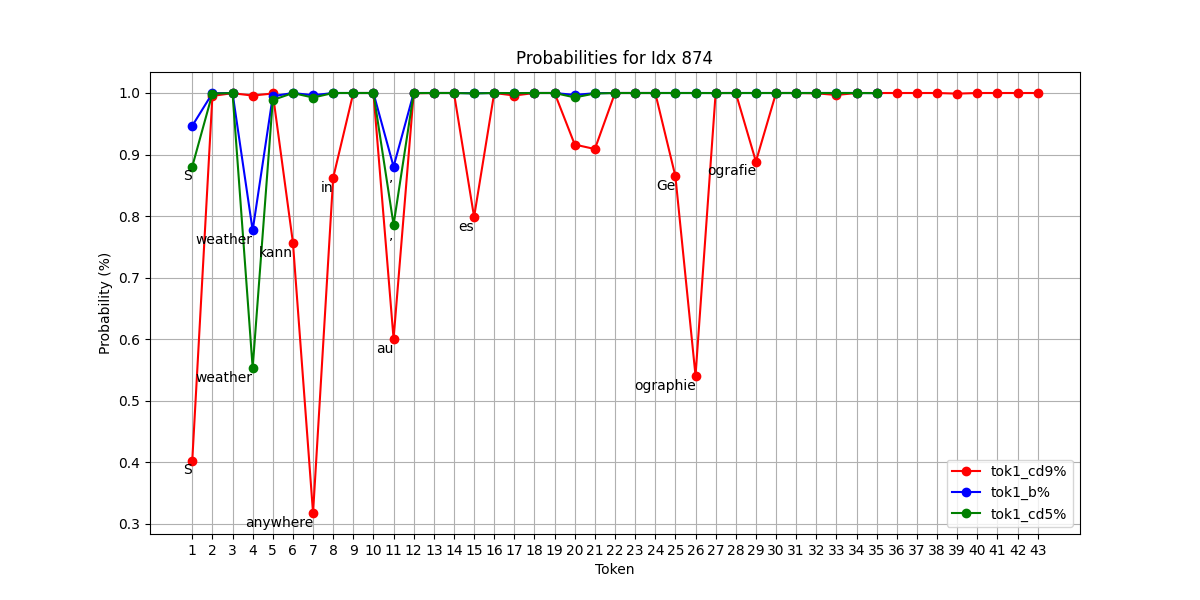 Probabilities for Idx 874
Probability (%)
1.0
0.9
0.8
0.7
0.6
0.5
0.4
0.3
S
S
weather
weather
kann
anywhere
in
,
,
au
es
Ge
ographie
ografie
tok1_cd9%
tok1_b%
tok1_cd5%
1 2 3 4 5 6 7 8 9 10 11 12 13 14 15 16 17 18 19 20 21 22 23 24 25 26 27 28 29 30 31 32 33 34 35 36 37 38 39 40 41 42 43
Token